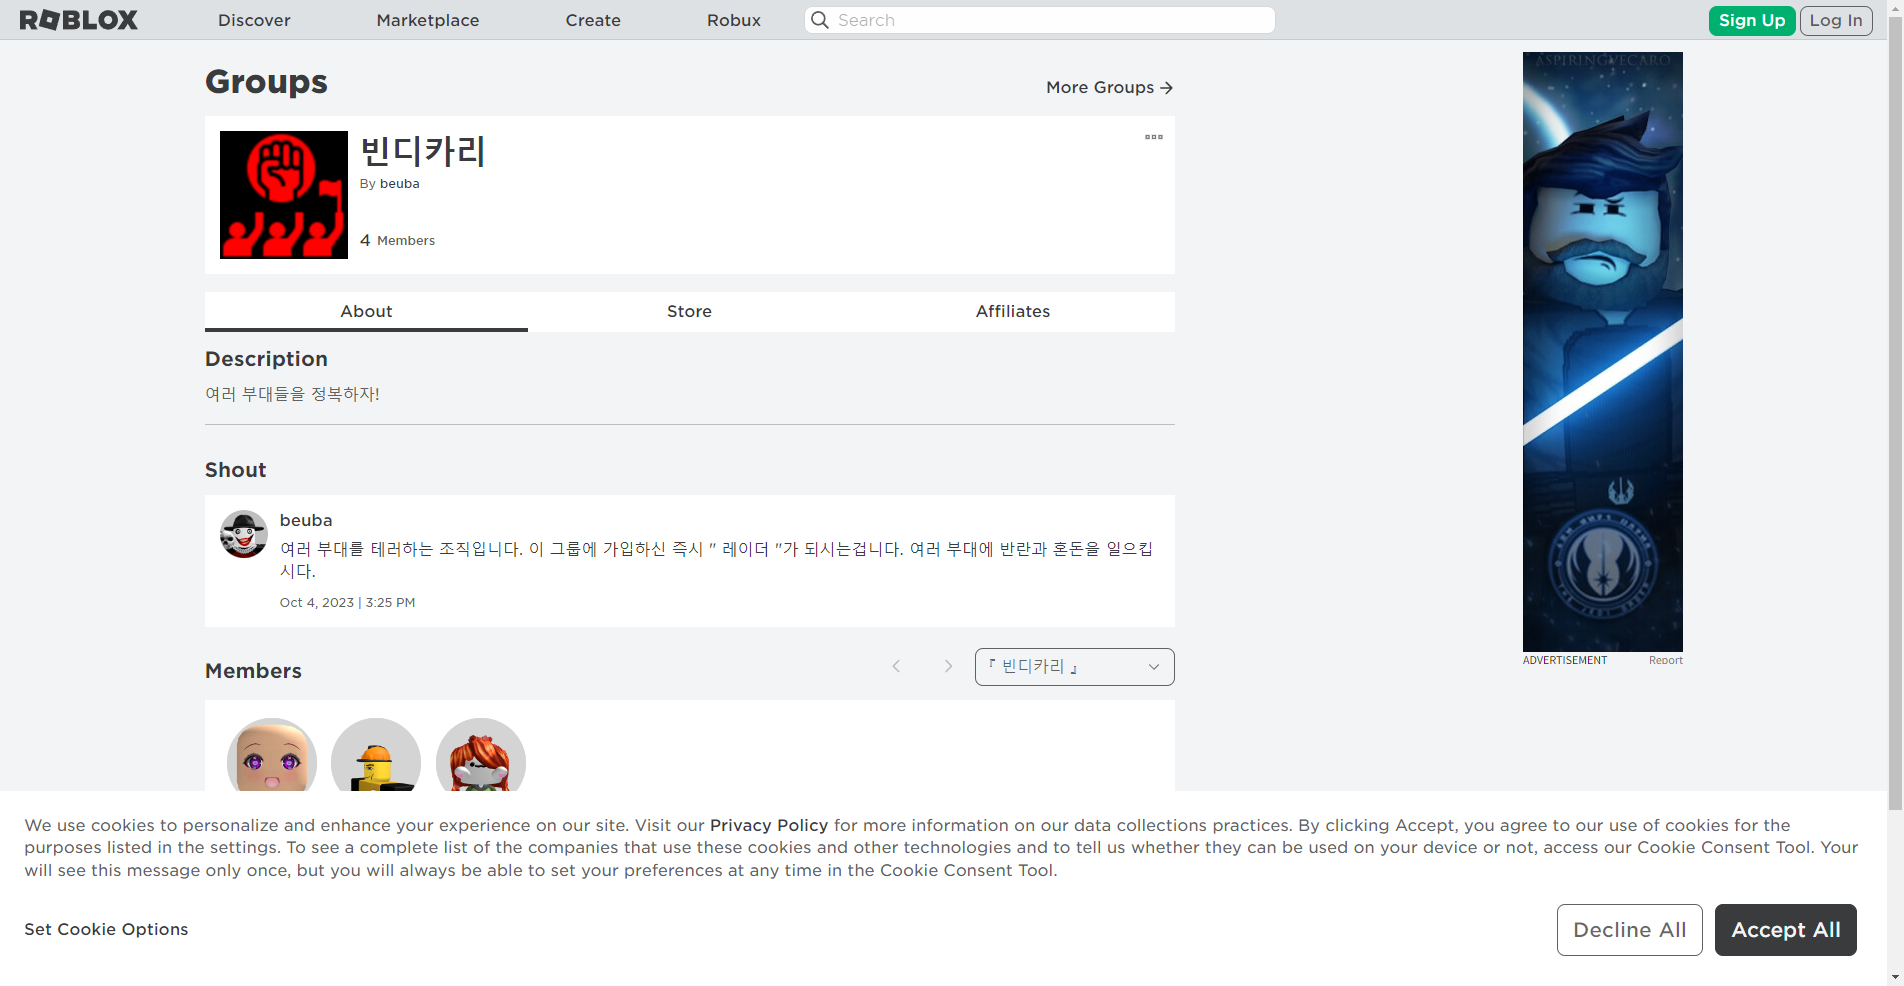 ROBLOX
Discover
Marketplace
Create
Robux
Search
Sign Up
Log In
Groups
More Groups
빈디카리
By beuba
4 Members
About
Store
Affiliates
Description
여러 부대들을 정복하자!
Shout
beuba
여러 부대를 테러하는 조직입니다. 이 그룹에 가입하신 즉시 " 레이더 "가 되시는겁니다. 여러 부대에 반란과 혼돈을 일으킵
시다.
Oct 4, 2023 | 3:25 PM
Members
『 빈디카리 』
ASPIRINGVECARO
ADVERTISEMENT
Report
We use cookies to personalize and enhance your experience on our site. Visit our Privacy Policy for more information on our data collections practices. By clicking Accept, you agree to our use of cookies for the
purposes listed in the settings. To see a complete list of the companies that use these cookies and other technologies and to tell us whether they can be used on your device or not, access our Cookie Consent Tool. Your
will see this message only once, but you will always be able to set your preferences at any time in the Cookie Consent Tool.
Set Cookie Options
Decline All
Accept All